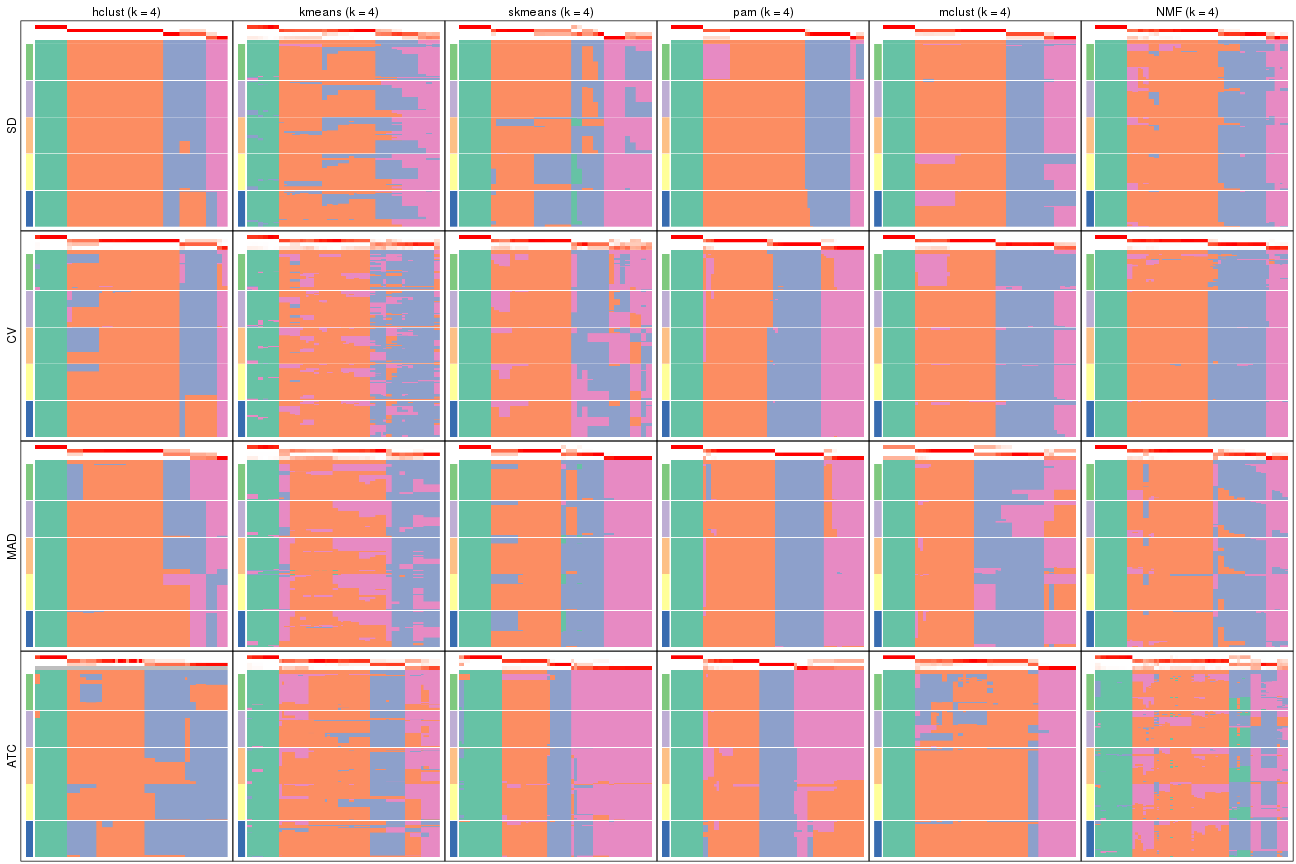 hclust (k = 4) kmeans (k = 4) skmeans (k = 4) pam (k = 4) mclust (k = 4) NMF (k = 4)
SD
CV
MAD
ATC